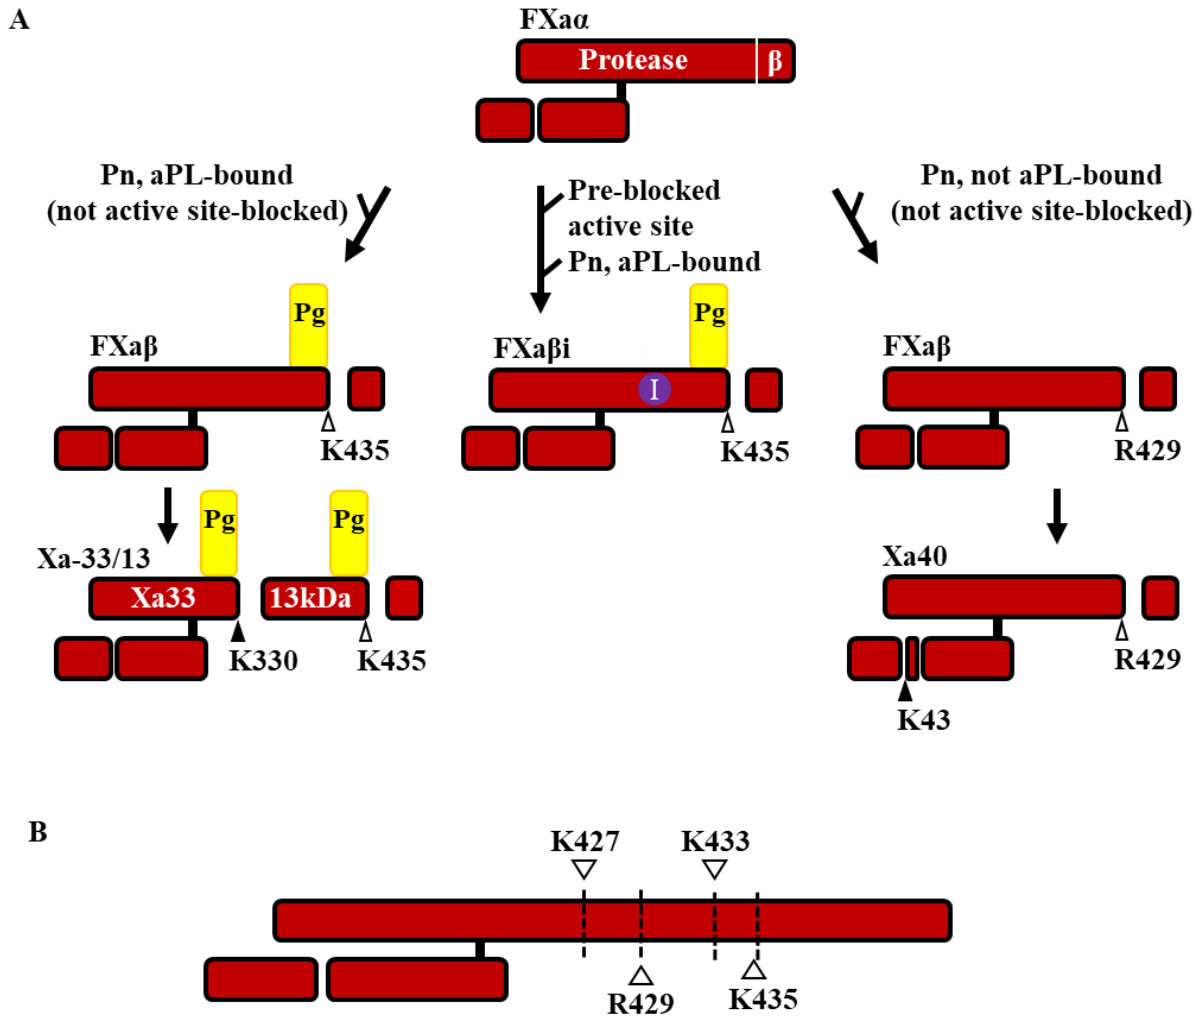 A
FXaα
Protease
β
Pn, aPL-bound
(not active site-blocked)
Pre-blocked
active site
Pn, aPL-bound
Pn, not aPL-bound
(not active site-blocked)
Pg
FXaβ
K435
Pg
FXaβi
I
K435
FXaβ
R429
Xa-33/13
Pg
Pg
Xa33
13kDa
K330
K435
Xa40
R429
K43
B
K427
K433
R429
K435